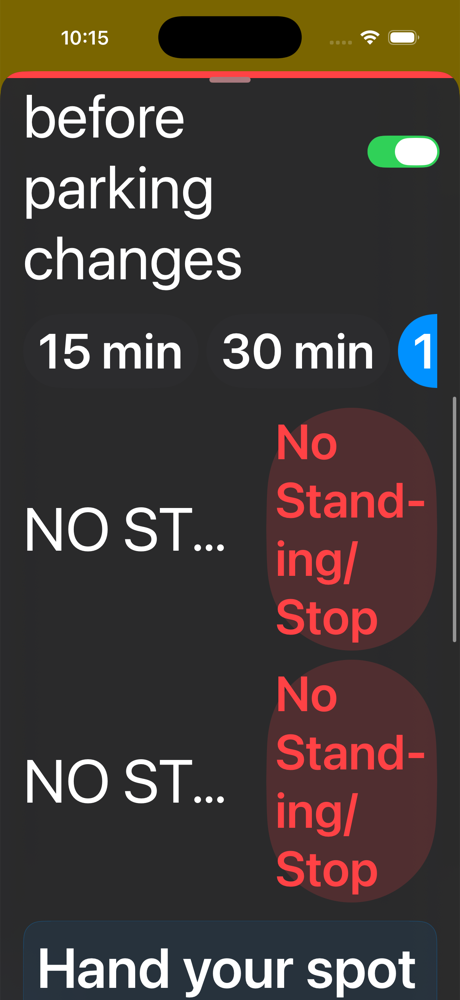 10:15
before
parking
changes
15 min
30 min
1
No
Stand-
ing/
Stop
NO ST...
No
Stand-
ing/
Stop
NO ST...
Hand your spot